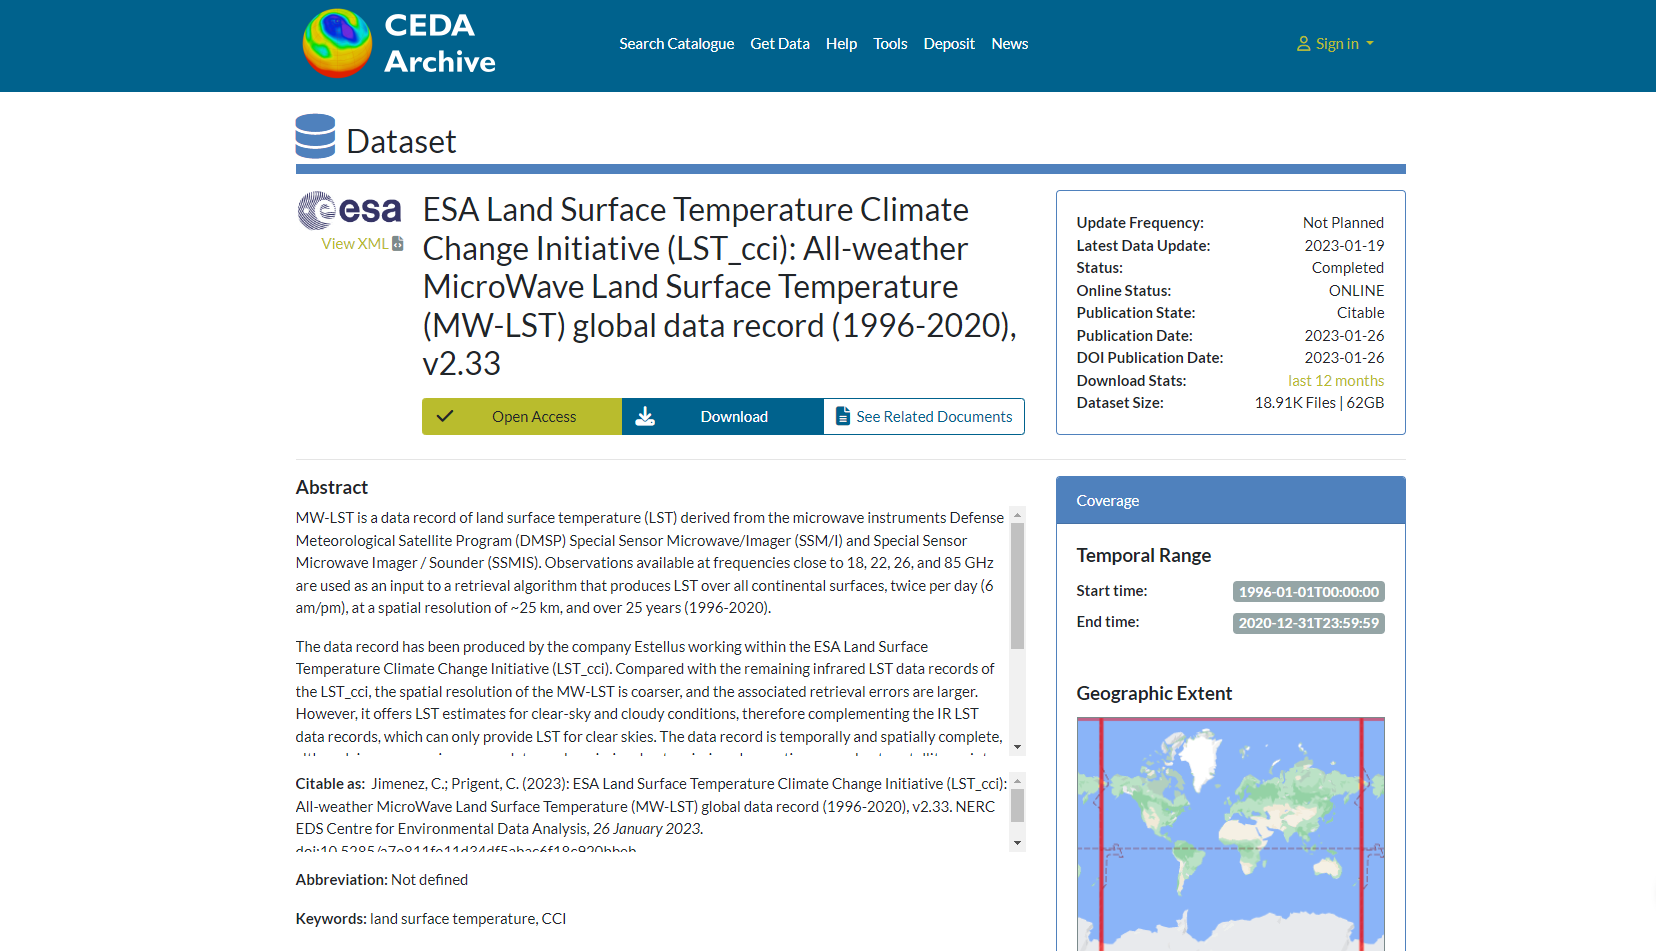 CEDA
Archive
Search Catalogue Get Data Help Tools Deposit News
Sign in
Dataset
esa
View XML
ESA Land Surface Temperature Climate
Change Initiative (LST_cci): All-weather
MicroWave Land Surface Temperature
(MW-LST) global data record (1996-2020),
v2.33
Open Access
Download
See Related Documents
Update Frequency: Not Planned
Latest Data Update: 2023-01-19
Status: Completed
Online Status: ONLINE
Publication State: Citable
Publication Date: 2023-01-26
DOI Publication Date: 2023-01-26
Download Stats: last 12 months
Dataset Size: 18.91K Files | 62GB
Abstract
MW-LST is a data record of land surface temperature (LST) derived from the microwave instruments Defense
Meteorological Satellite Program (DMSP) Special Sensor Microwave/Imager (SSM/I) and Special Sensor
Microwave Imager / Sounder (SSMIS). Observations available at frequencies close to 18, 22, 26, and 85 GHz
are used as an input to a retrieval algorithm that produces LST over all continental surfaces, twice per day (6
am/pm), at a spatial resolution of ~25 km, and over 25 years (1996-2020).
The data record has been produced by the company Estellus working within the ESA Land Surface
Temperature Climate Change Initiative (LST_cci). Compared with the remaining infrared LST data records of
the LST_cci, the spatial resolution of the MW-LST is coarser, and the associated retrieval errors are larger.
However, it offers LST estimates for clear-sky and cloudy conditions, therefore complementing the IR LST
data records, which can only provide LST for clear skies. The data record is temporally and spatially complete,
Citable as: Jimenez, C.; Prigent, C. (2023): ESA Land Surface Temperature Climate Change Initiative (LST_cci):
All-weather MicroWave Land Surface Temperature (MW-LST) global data record (1996-2020), v2.33. NERC
EDS Centre for Environmental Data Analysis, 26 January 2023.
Abbreviation: Not defined
Keywords: land surface temperature, CCI
Coverage
Temporal Range
Start time: 1996-01-01T00:00:00
End time: 2020-12-31T23:59:59
Geographic Extent